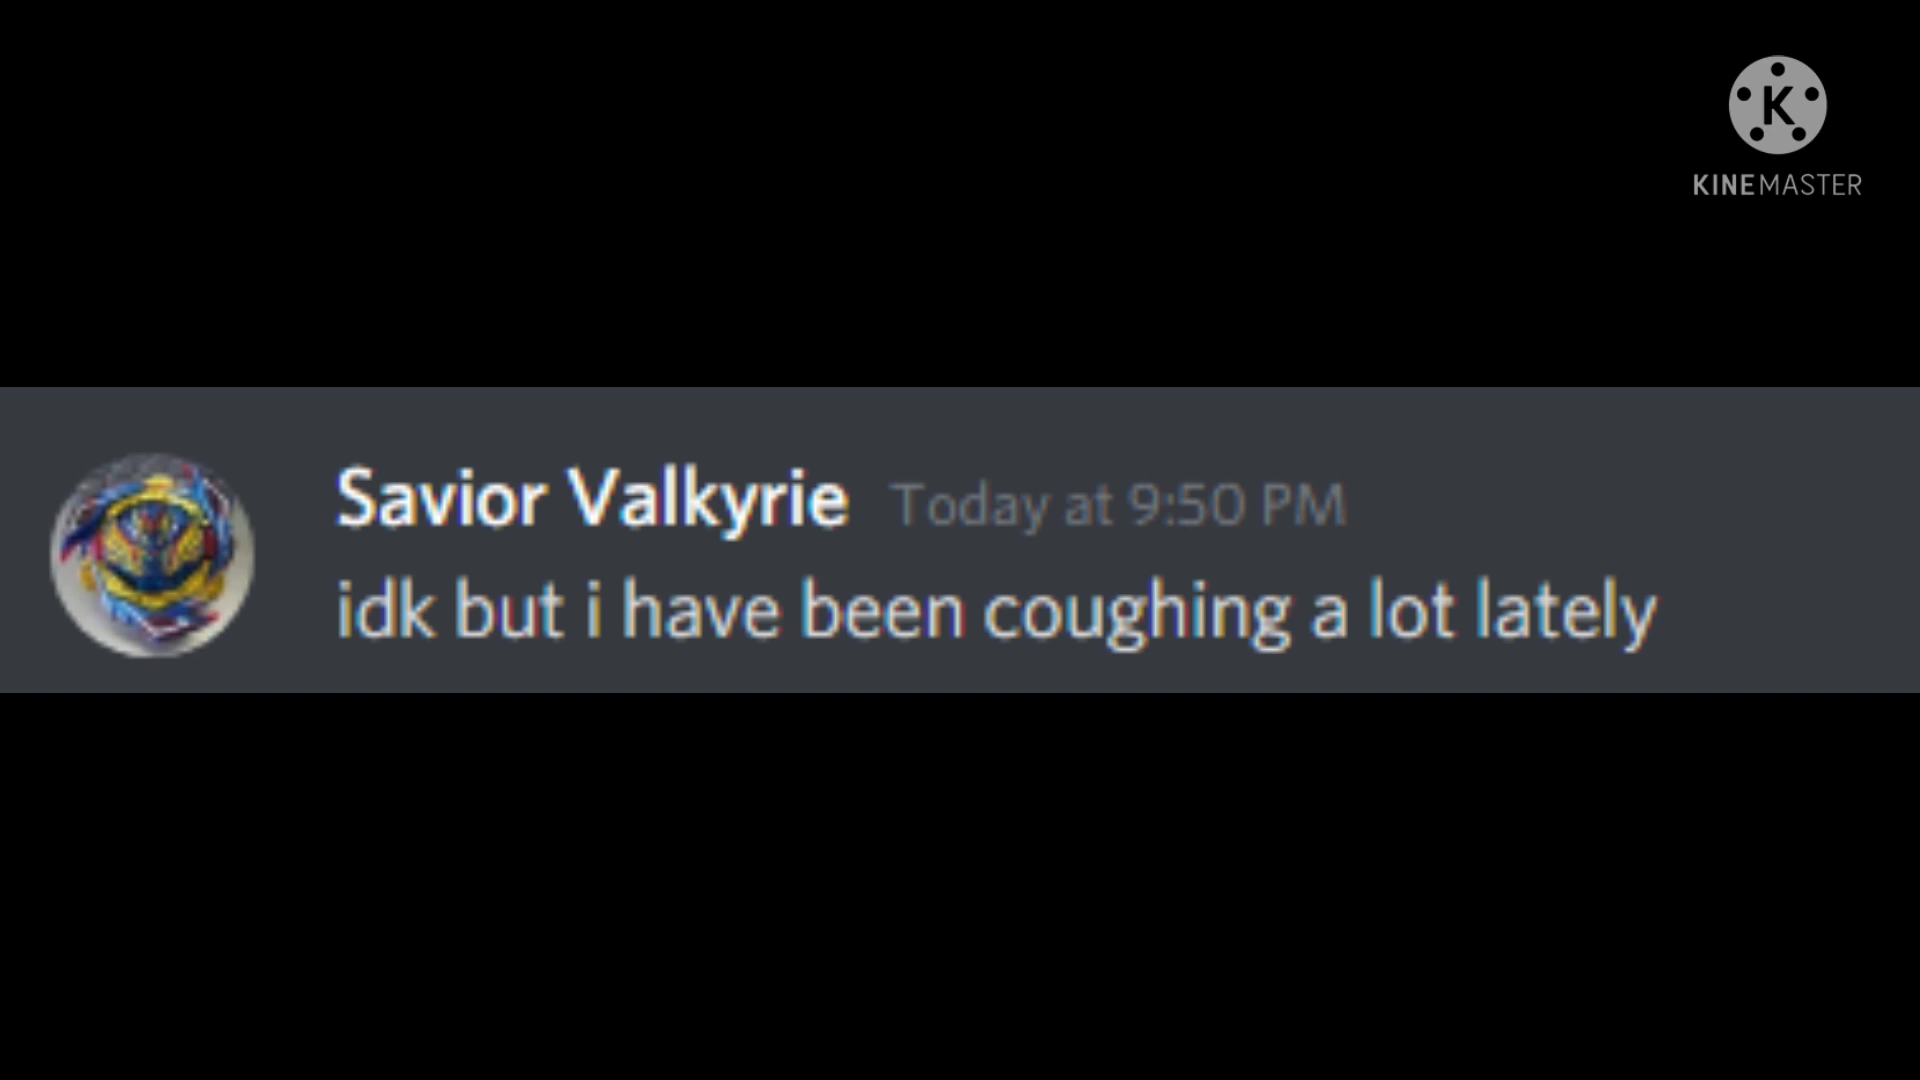 K
KINEMASTER
Savior Valkyrie Today at 9:50 PM
idk but i have been coughing a lot lately